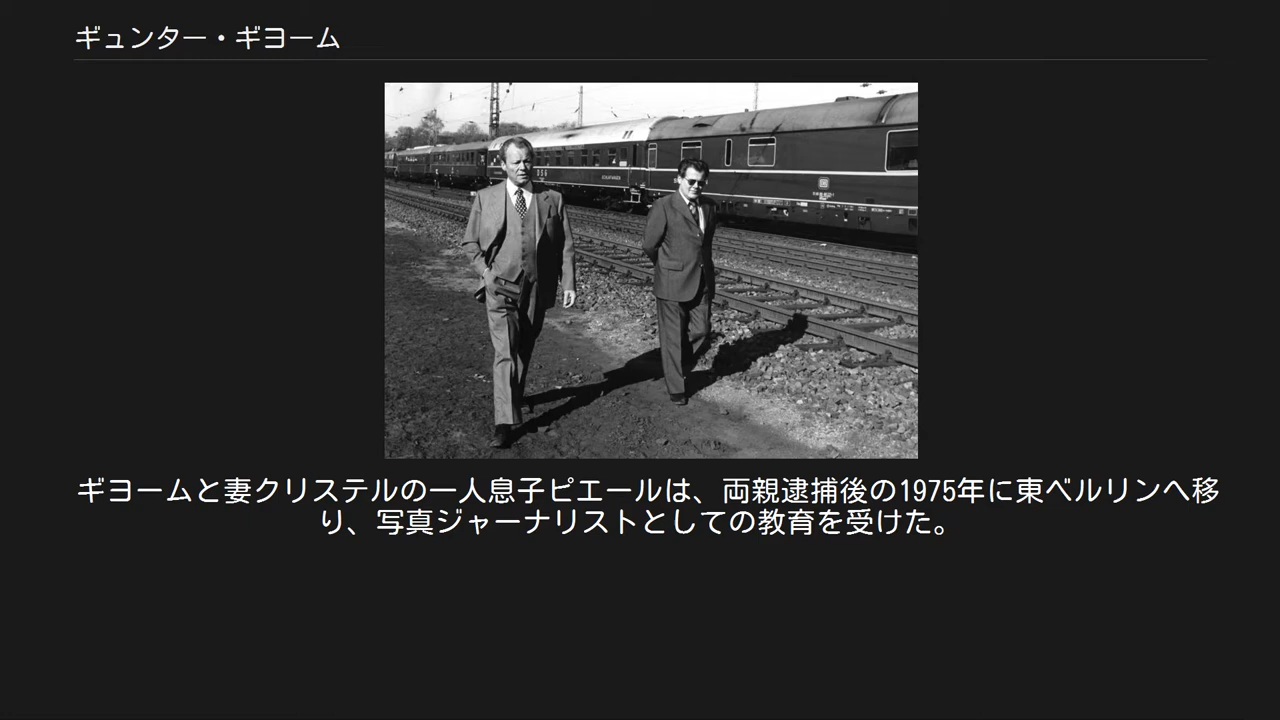 ギュンター・ギヨーム
DSG
DB
ギヨームと妻クリステルの一人息子ピエールは、両親逮捕後の1975年に東ベルリンへ移
り、写真ジャーナリストとしての教育を受けた。